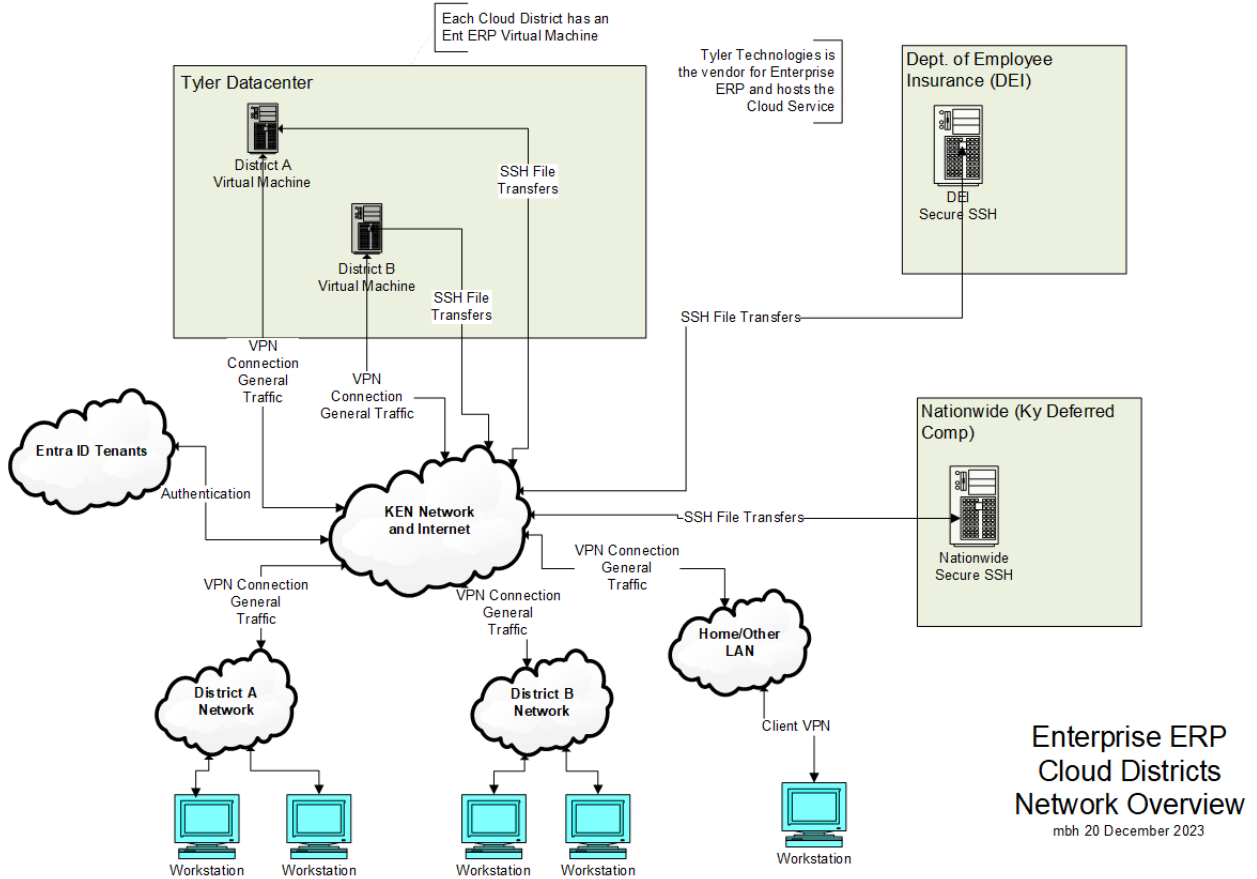 Each Cloud District has an
Ent ERP Virtual Machine
Tyler Technologies is
the vendor for Enterprise
ERP and hosts the
Cloud Service
Dept. of Employee
Insurance (DEI)
DEI
Secure SSH
Tyler Datacenter
District A
Virtual Machine
SSH File
Transfers
District B
Virtual Machine
SSH File
Transfers
SSH File Transfers
VPN
Connection
General
Traffic
VPN
Connection
General Traffic
Nationwide (Ky Deferred
Comp)
Nationwide
Secure SSH
Entra ID Tenants
Authentication
KEN Network
and Internet
SSH File Transfers
VPN Connection
General
Traffic
VPN Connection
General
Traffic
VPN Connection
General
Traffic
Home/Other
LAN
District A
Network
District B
Network
Client VPN
Workstation
Workstation
Workstation
Workstation
Workstation
Enterprise ERP
Cloud Districts
Network Overview
mbh 20 December 2023